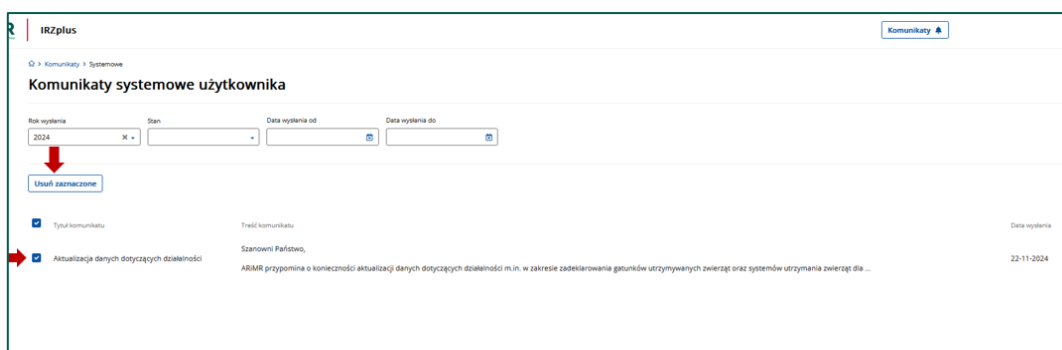 R
IRZplus
Komunikaty
> Komunikaty > Systemowe
Komunikaty systemowe użytkownika
Rok wysłania Stan Data wysłania od Data wysłania do
2024
Usuń zaznaczone
Tytuł komunikatu Treść komunikatu Data wysłania
Szanowni Państwo,
Aktualizacja danych dotyczących działalności 22-11-2024
ARiMR przypomina o konieczności aktualizacji danych dotyczących działalności m.in. w zakresie zadeklarowania gatunków utrzymywanych zwierząt oraz systemów utrzymania zwierząt dla ...